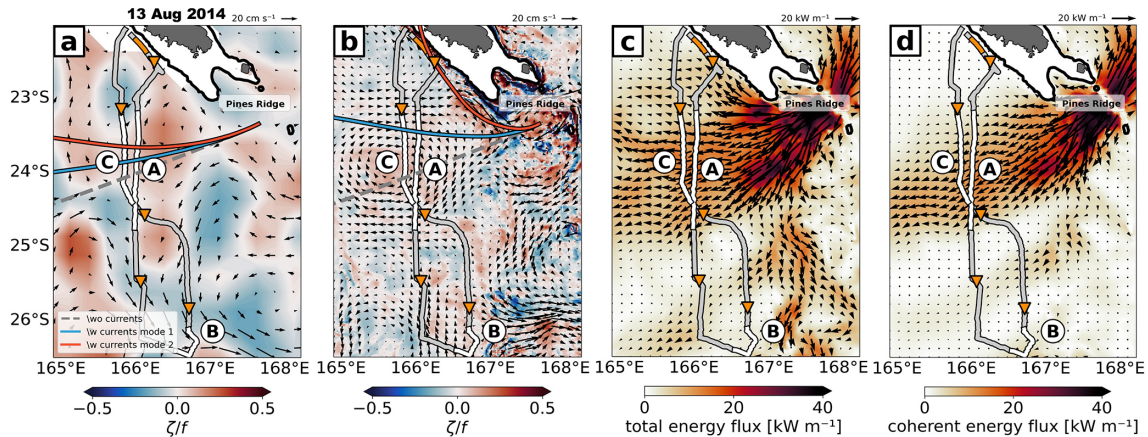 13 Aug 2014
20 cm s⁻¹
20 cm s⁻¹
20 kW m⁻¹
20 kW m⁻¹
a
b
c
d
Pines Ridge
Pines Ridge
Pines Ridge
Pines Ridge
23°S
24°S
25°S
26°S
C
A
B
C
A
B
C
A
B
C
A
B
\wo currents
\w currents mode 1
\w currents mode 2
165°E 166°E 167°E 168°E
165°E 166°E 167°E 168°E
165°E 166°E 167°E 168°E
165°E 166°E 167°E 168°E
−0.5 0.0 0.5
ζ/f
−0.5 0.0 0.5
ζ/f
0 20 40
total energy flux [kW m⁻¹]
0 20 40
coherent energy flux [kW m⁻¹]